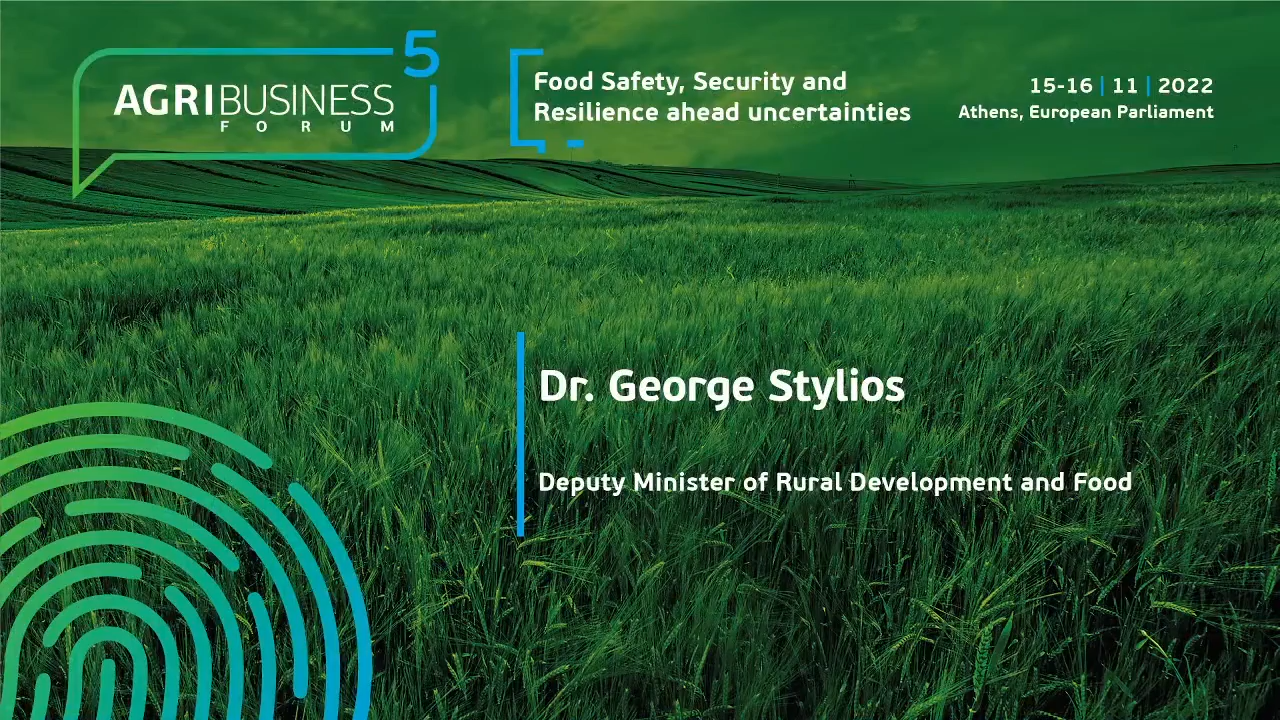 AGRIBUSINESS
FORUM
5
Food Safety, Security and
Resilience ahead uncertainties
15-16 | 11 | 2022
Athens, European Parliament
Dr. George Stylios
Deputy Minister of Rural Development and Food